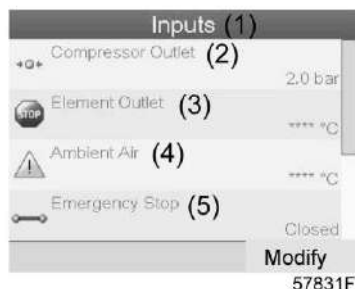 Inputs (1)
Compressor Outlet (2)
2.0 bar
STOP
Element Outlet (3)
**** °C
Ambient Air (4)
**** °C
Emergency Stop (5)
Closed
Modify
57831F